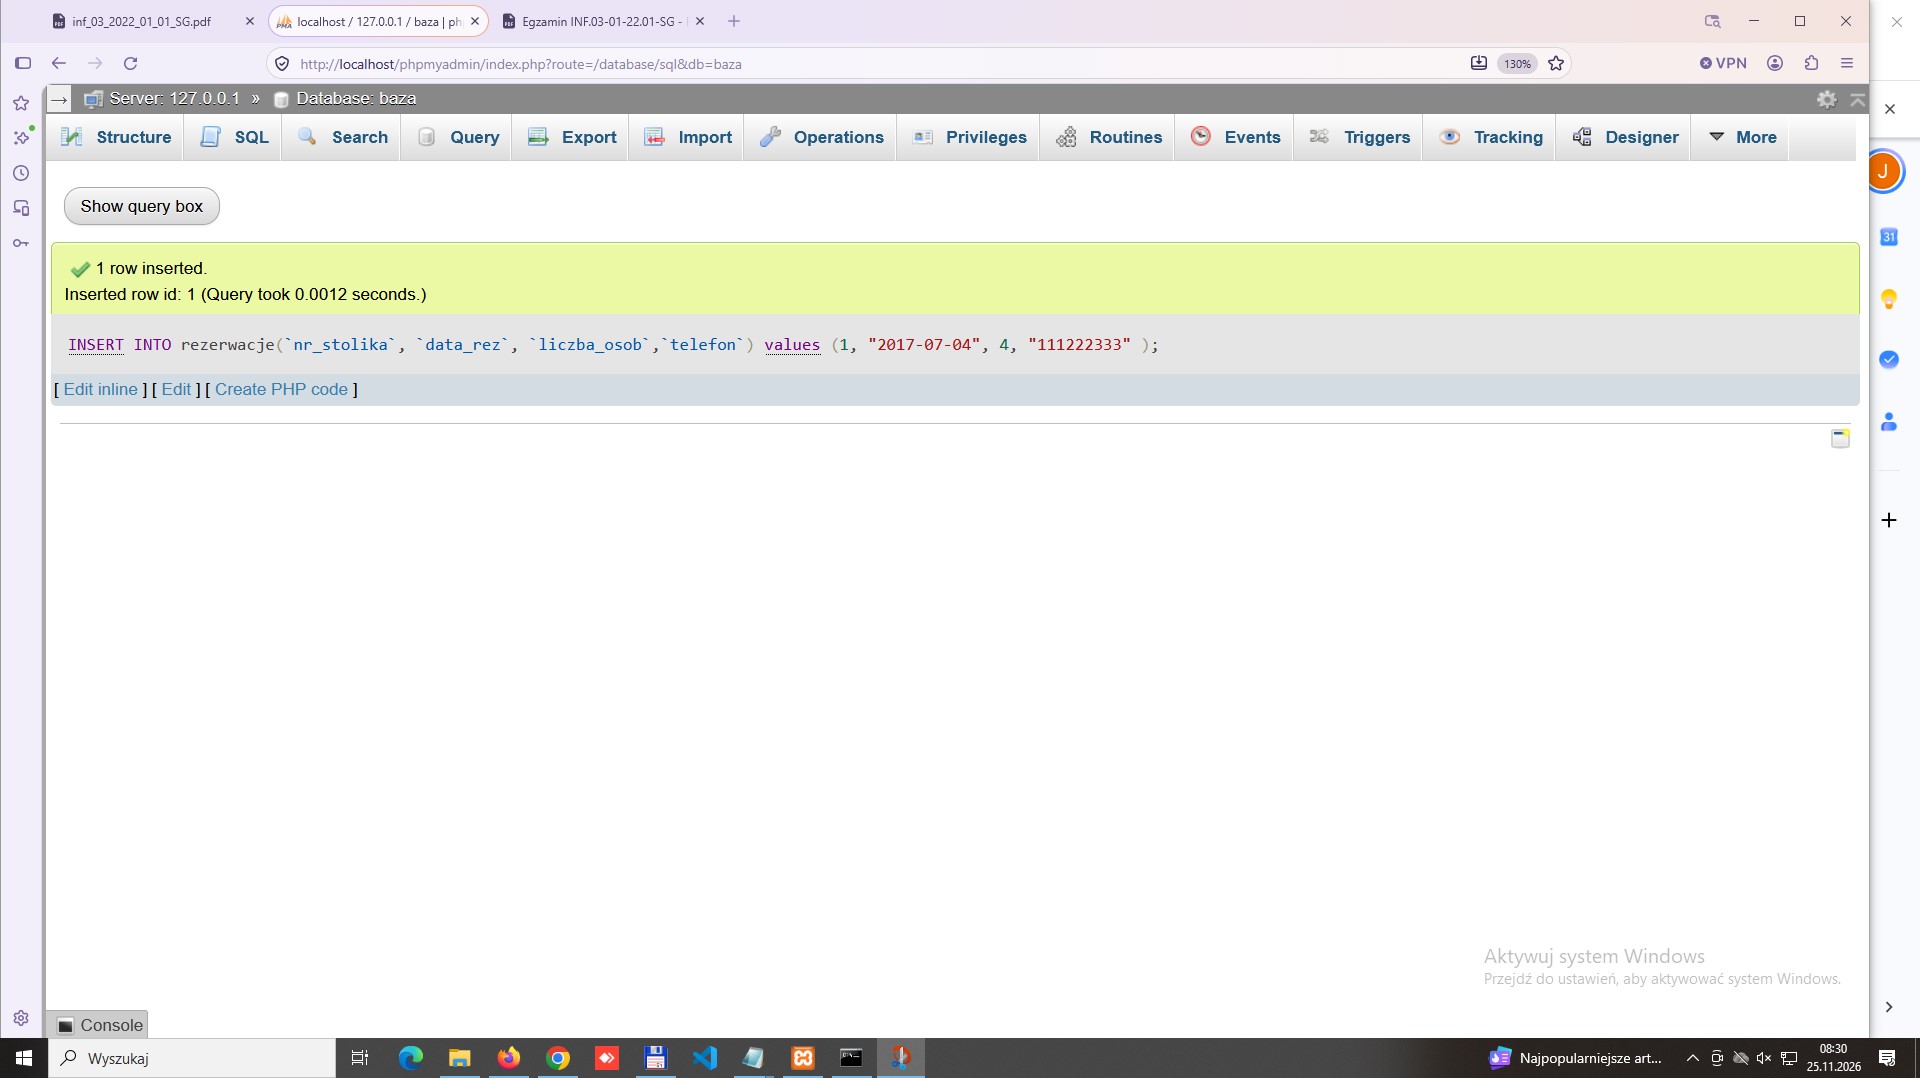 inf_03_2022_01_01_SG.pdf
localhost / 127.0.0.1 / baza | ph
Egzamin INF.03-01-22.01-SG -
http://localhost/phpmyadmin/index.php?route=/database/sql&db=baza
130%
VPN
Server: 127.0.0.1 » Database: baza
Structure SQL Search Query Export Import Operations Privileges Routines Events Triggers Tracking Designer More
J
Show query box
31
1 row inserted.
Inserted row id: 1 (Query took 0.0012 seconds.)
INSERT INTO rezerwacje(`nr_stolika`, `data_rez`, `liczba_osob`,`telefon`) values (1, "2017-07-04", 4, "111222333" );
[ Edit inline ] [ Edit ] [ Create PHP code ]
Aktywuj system Windows
Przejdź do ustawień, aby aktywować system Windows.
Console
Wyszukaj
Najpopularniejsze art...
08:30
25.11.2026